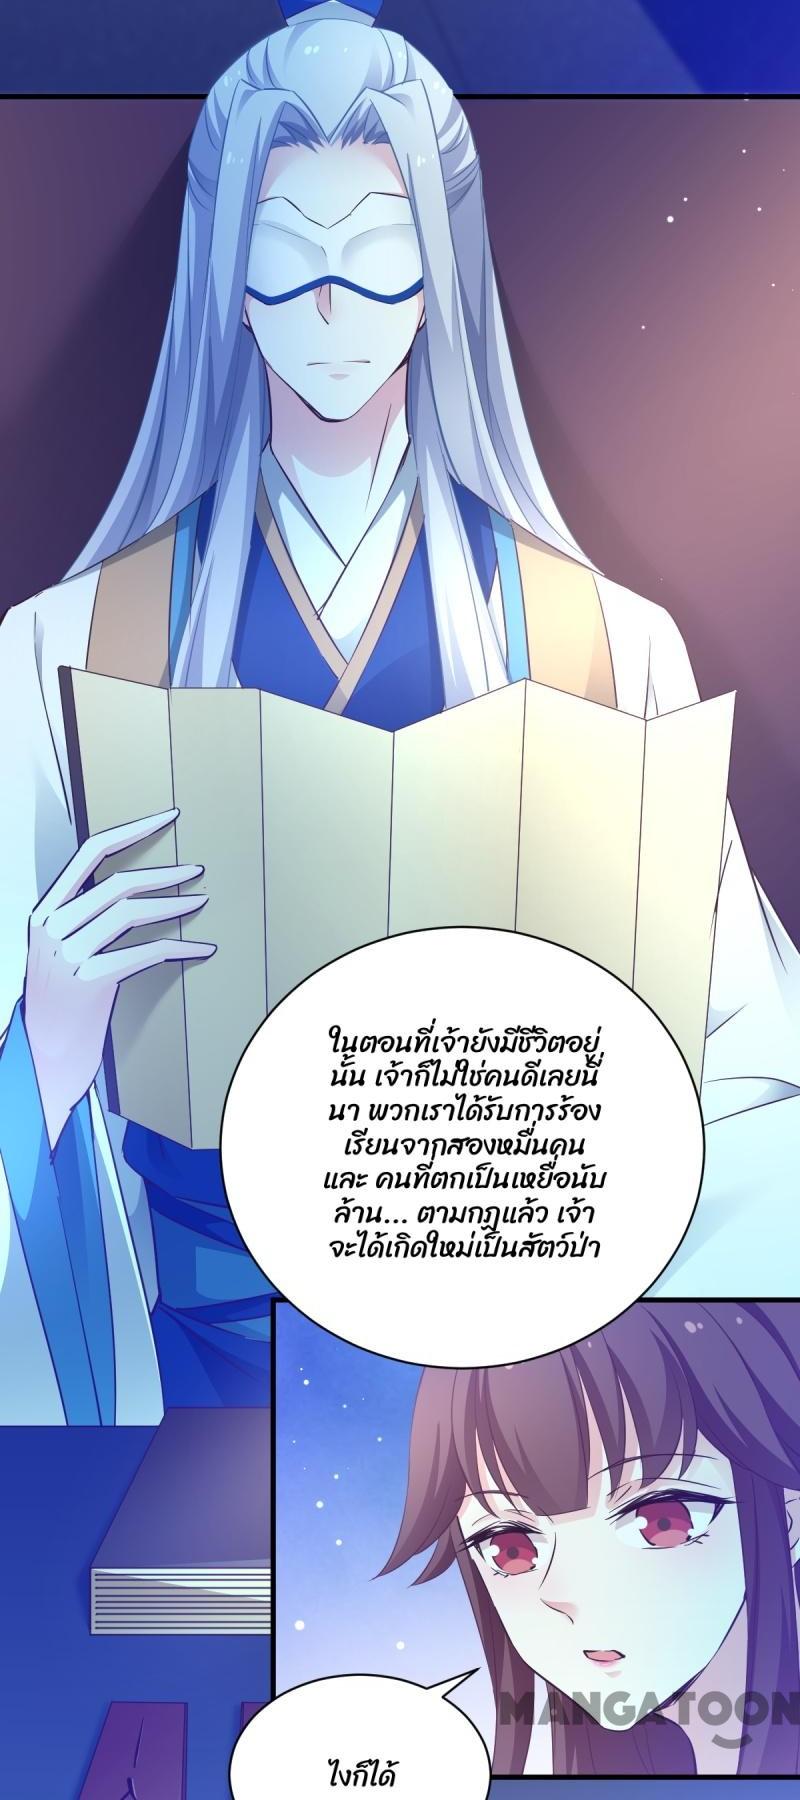 ในตอนที่เจ้ายังมีชีวิตอยู่
นั้น เจ้าก็ไม่ใช่คนดีเลยนี่
นา พวกเราได้รับการร้อง
เรียนจากสองหมื่นคน
และ คนที่ตกเป็นเหยื่อนับ
ล้าน... ตามกฎแล้ว เจ้า
จะได้เกิดใหม่เป็นสัตว์ป่า
MANGATOON
ไงก็ได้